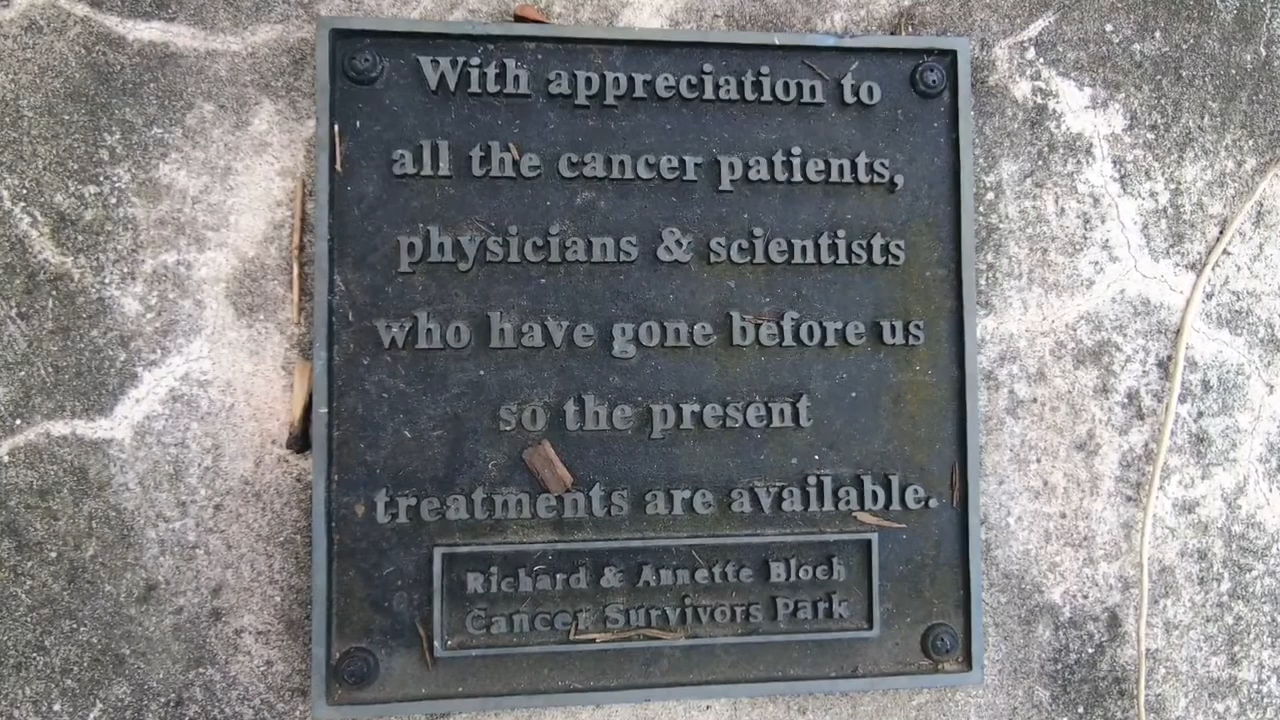 With appreciation to
all the cancer patients,
physicians & scientists
who have gone before us
so the present
treatments are available.
Richard & Annette Bloch
Cancer Survivors Park